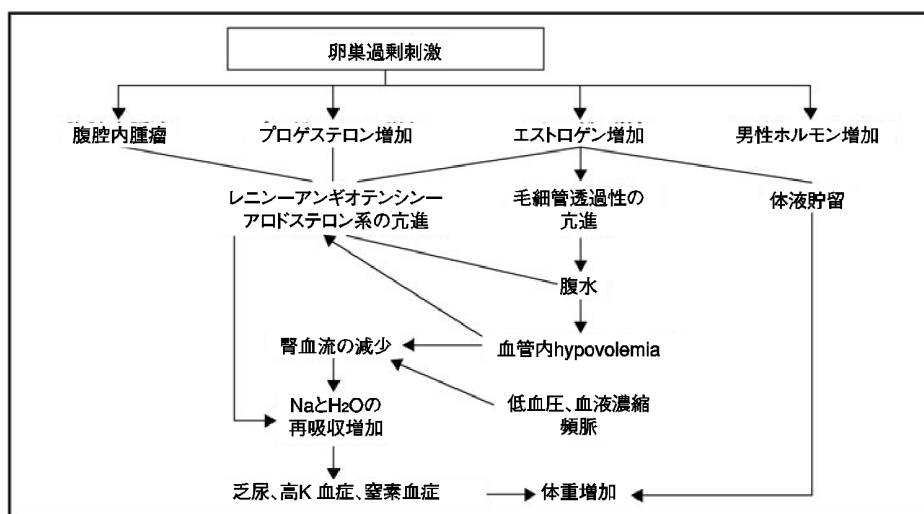 卵巣過剰刺激
腹腔内腫瘤
プロゲステロン増加
エストロゲン増加
男性ホルモン増加
レニンーアンギオテンシンー
アロドステロン系の亢進
毛細管透過性の
亢進
体液貯留
腹水
腎血流の減少
血管内hypovolemia
NaとH₂Oの
再吸収増加
低血圧、血液濃縮
頻脈
乏尿、高K 血症、窒素血症
体重増加